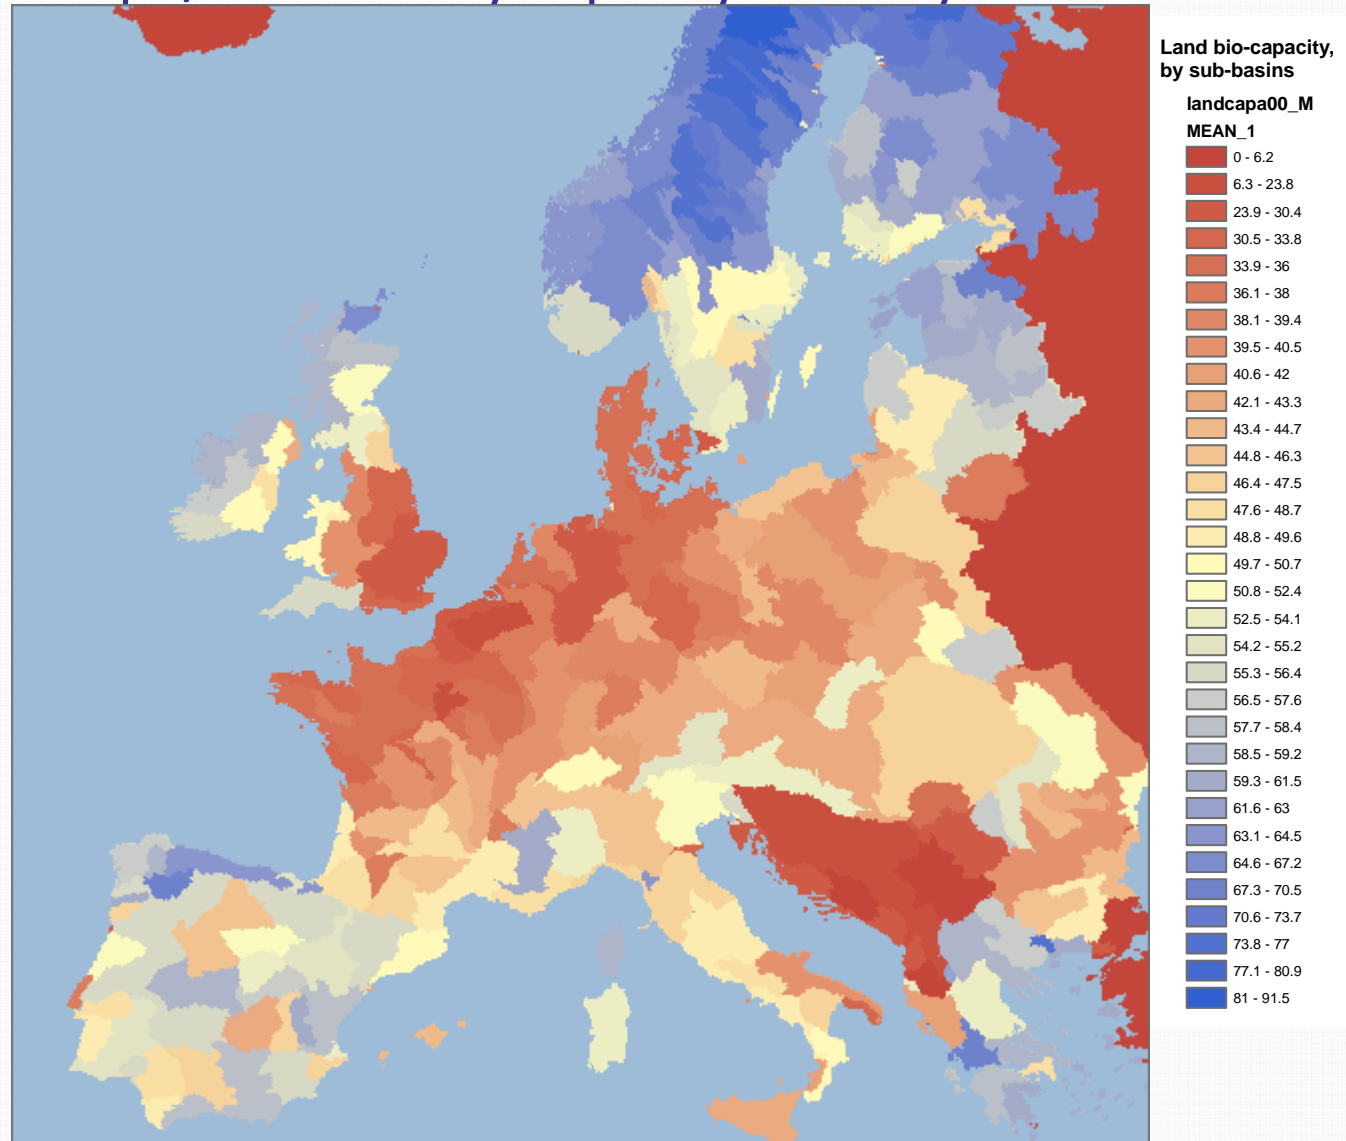 Land bio-capacity,
by sub-basins
landcapa00_M
MEAN_1
0 - 6.2
6.3 - 23.8
23.9 - 30.4
30.5 - 33.8
33.9 - 36
36.1 - 38
38.1 - 39.4
39.5 - 40.5
40.6 - 42
42.1 - 43.3
43.4 - 44.7
44.8 - 46.3
46.4 - 47.5
47.6 - 48.7
48.8 - 49.6
49.7 - 50.7
50.8 - 52.4
52.5 - 54.1
54.2 - 55.2
55.3 - 56.4
56.5 - 57.6
57.7 - 58.4
58.5 - 59.2
59.3 - 61.5
61.6 - 63
63.1 - 64.5
64.6 - 67.2
67.3 - 70.5
70.6 - 73.7
73.8 - 77
77.1 - 80.9
81 - 91.5